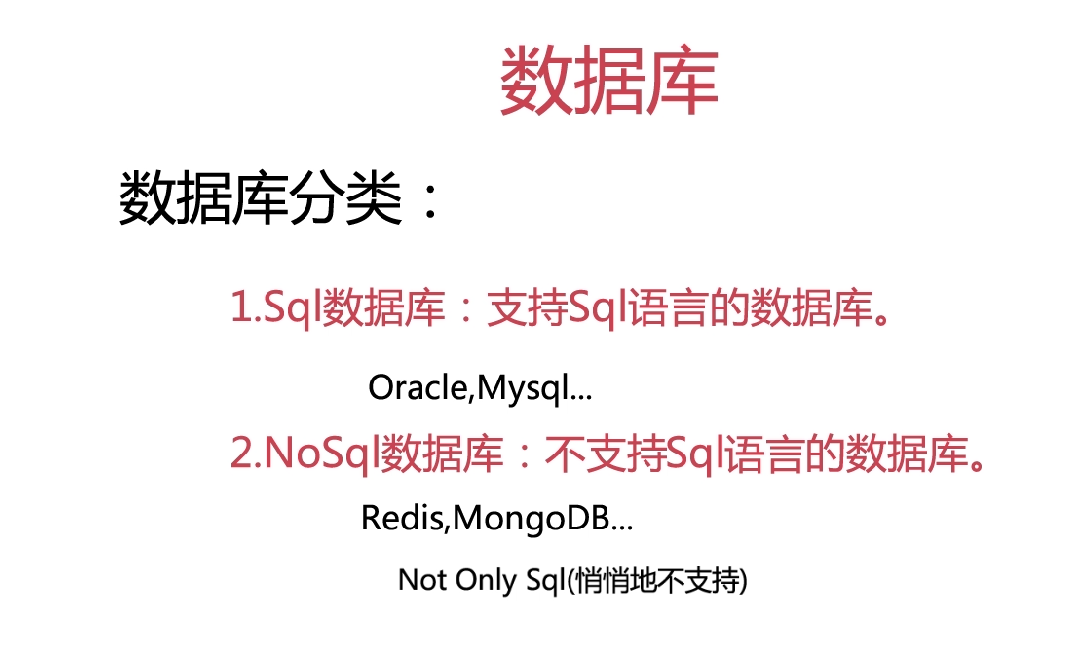 数据库
数据库分类：
1.Sql数据库：支持Sql语言的数据库。
Oracle,Mysql...
2.NoSql数据库：不支持Sql语言的数据库。
Redis,MongoDB...
Not Only Sql(悄悄地不支持)